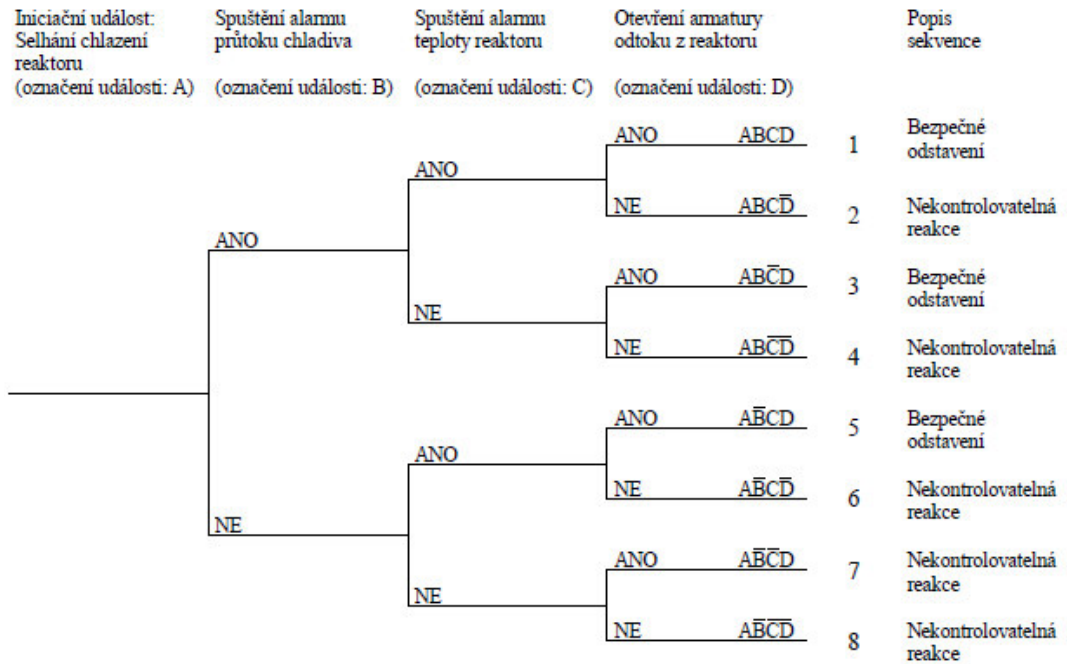 Iniciační událost:
Selhání chlazení
reaktoru
(označení události: A)
Spuštění alarmu
průtoku chladiva
(označení události: B)
Spuštění alarmu
teploty reaktoru
(označení události: C)
Otevření armatury
odtoku z reaktoru
(označení události: D)
Popis
sekvence
ANO ABCD 1 Bezpečné
odstavení
ANO
NE ABCD̅ 2 Nekontrolovatelná
reakce
ANO
ANO ABC̅D 3 Bezpečné
odstavení
NE
NE ABC̅D̅ 4 Nekontrolovatelná
reakce
ANO AB̅CD 5 Bezpečné
odstavení
ANO
NE AB̅CD̅ 6 Nekontrolovatelná
reakce
NE
ANO AB̅C̅D 7 Nekontrolovatelná
reakce
NE
NE AB̅C̅D̅ 8 Nekontrolovatelná
reakce